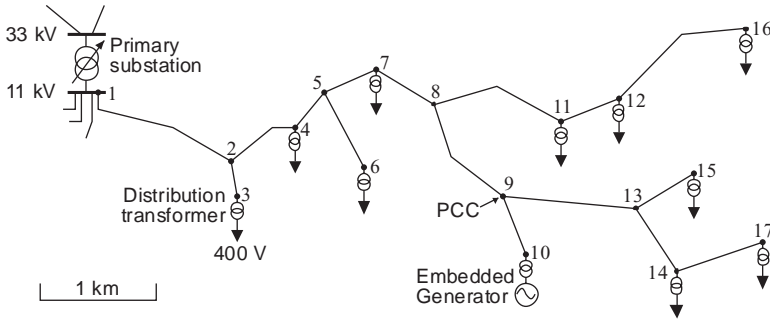 33 kV
Primary
substation
11 kV
1
2
3
Distribution
transformer
400 V
4
5
6
7
8
9
PCC
10
Embedded
Generator
11
12
13
14
15
16
17
1 km